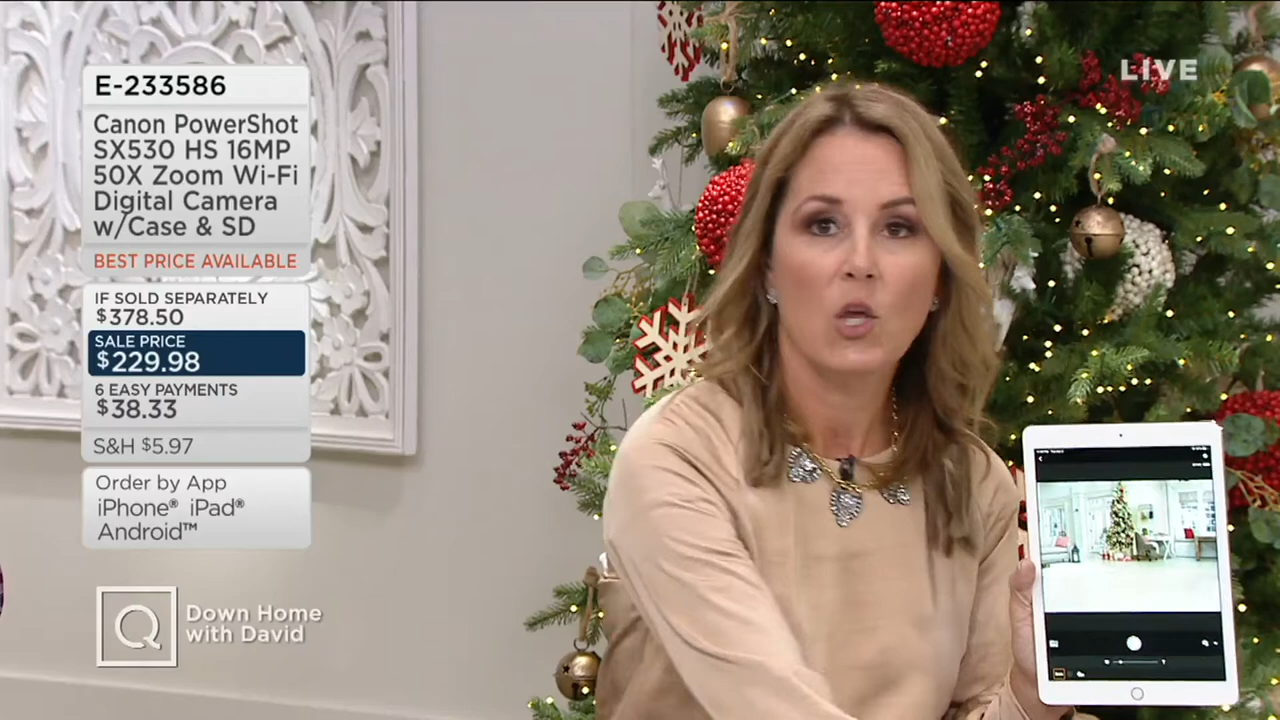 E-233586
Canon PowerShot
SX530 HS 16MP
50X Zoom Wi-Fi
Digital Camera
w/Case & SD
BEST PRICE AVAILABLE
IF SOLD SEPARATELY
$378.50
SALE PRICE
$229.98
6 EASY PAYMENTS
$38.33
S&H $5.97
Order by App
iPhone® iPad®
Android™
Q
Down Home
with David
LIVE